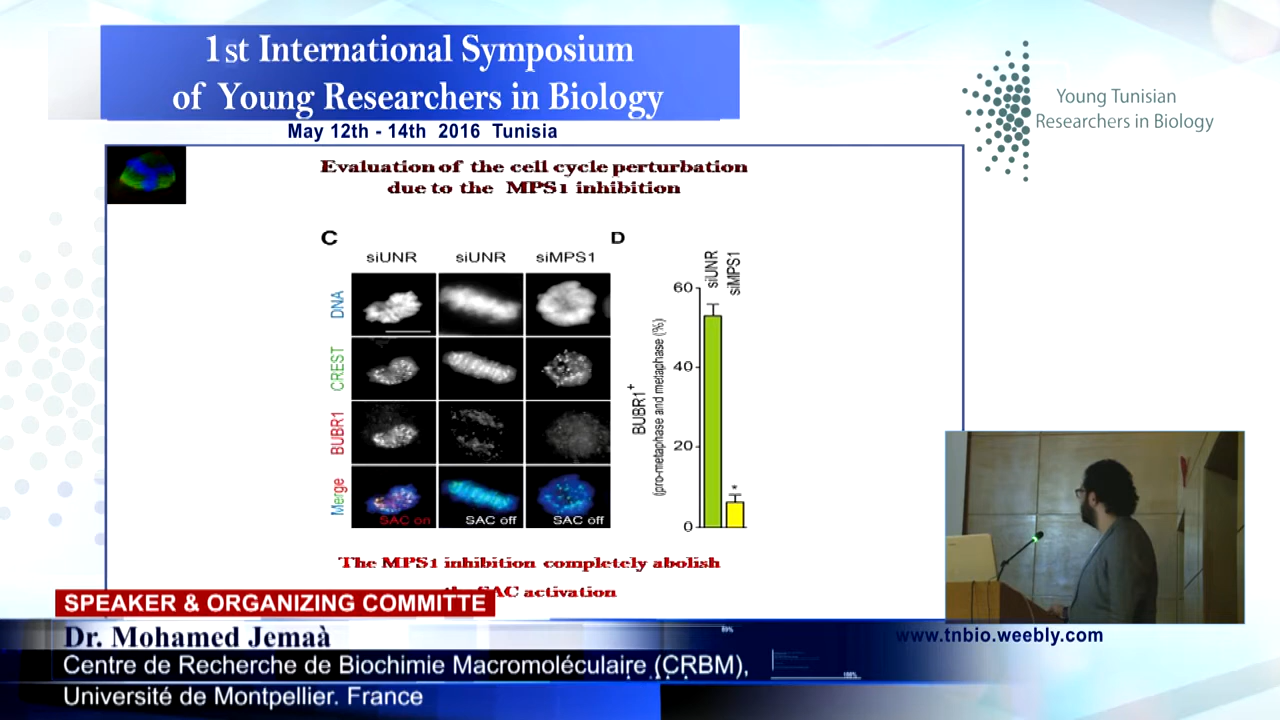 1st International Symposium
of Young Researchers in Biology
May 12th - 14th 2016 Tunisia
Young Tunisian
Researchers in Biology
Evaluation of the cell cycle perturbation
due to the MPS1 inhibition
C
siUNR siUNR siMPS1
DNA
CREST
BUBR1
Merge
SAC on SAC off SAC off
D
siUNR
siMPS1
BUBR1+
(pro-metaphase and metaphase (%)
60
40
20
0
*
The MPS1 inhibition completely abolish
SAC activation
SPEAKER & ORGANIZING COMMITTE
Dr. Mohamed Jemaà
Centre de Recherche de Biochimie Macromoléculaire (CRBM),
Université de Montpellier. France
www.tnbio.weebly.com